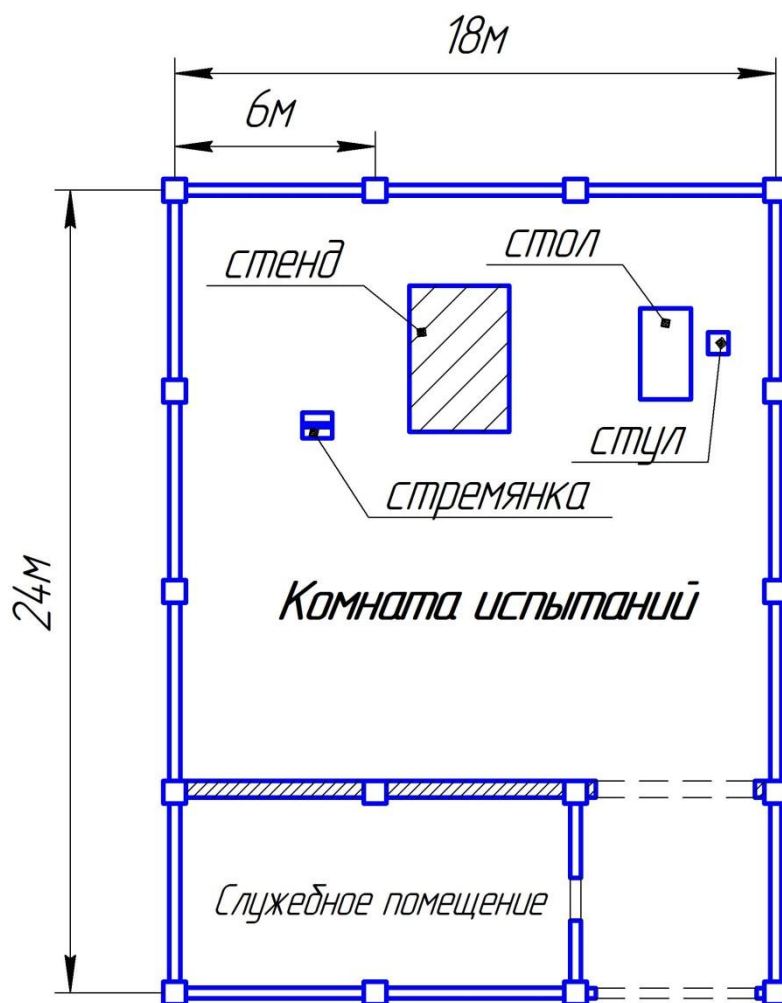 18м
6м
стенд
стол
стул
стремянка
24м
Комната испытаний
Служебное помещение